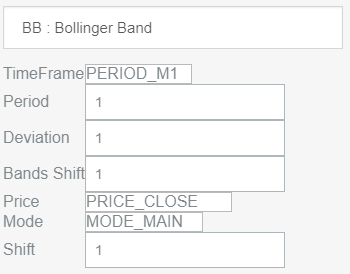 BB : Bollinger Band
TimeFrame PERIOD_M1
Period 1
Deviation 1
Bands Shift 1
Price PRICE_CLOSE
Mode MODE_MAIN
Shift 1